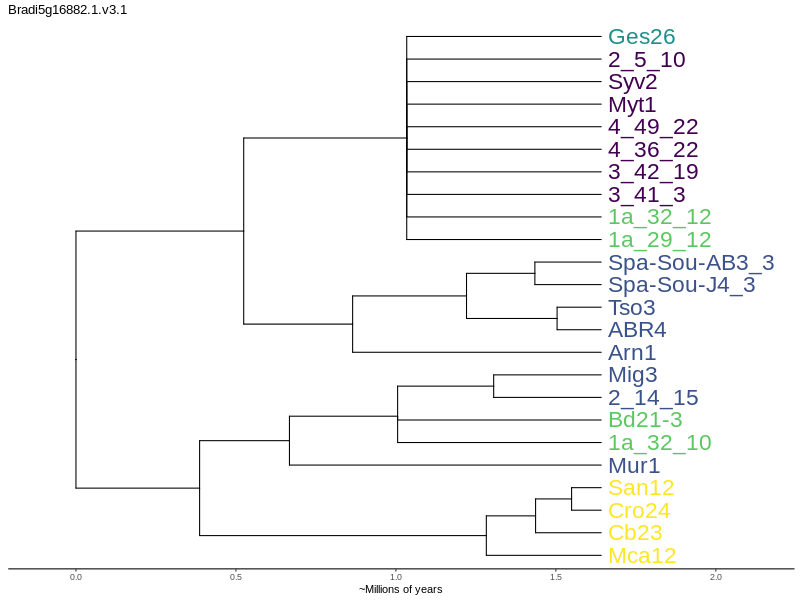 Bradi5g16882.1.v3.1
Ges26
2_5_10
Syv2
Myt1
4_49_22
4_36_22
3_42_19
3_41_3
1a_32_12
1a_29_12
Spa-Sou-AB3_3
Spa-Sou-J4_3
Tso3
ABR4
Arn1
Mig3
2_14_15
Bd21-3
1a_32_10
Mur1
San12
Cro24
Cb23
Mca12
0.0 0.5 1.0 1.5 2.0
~Millions of years